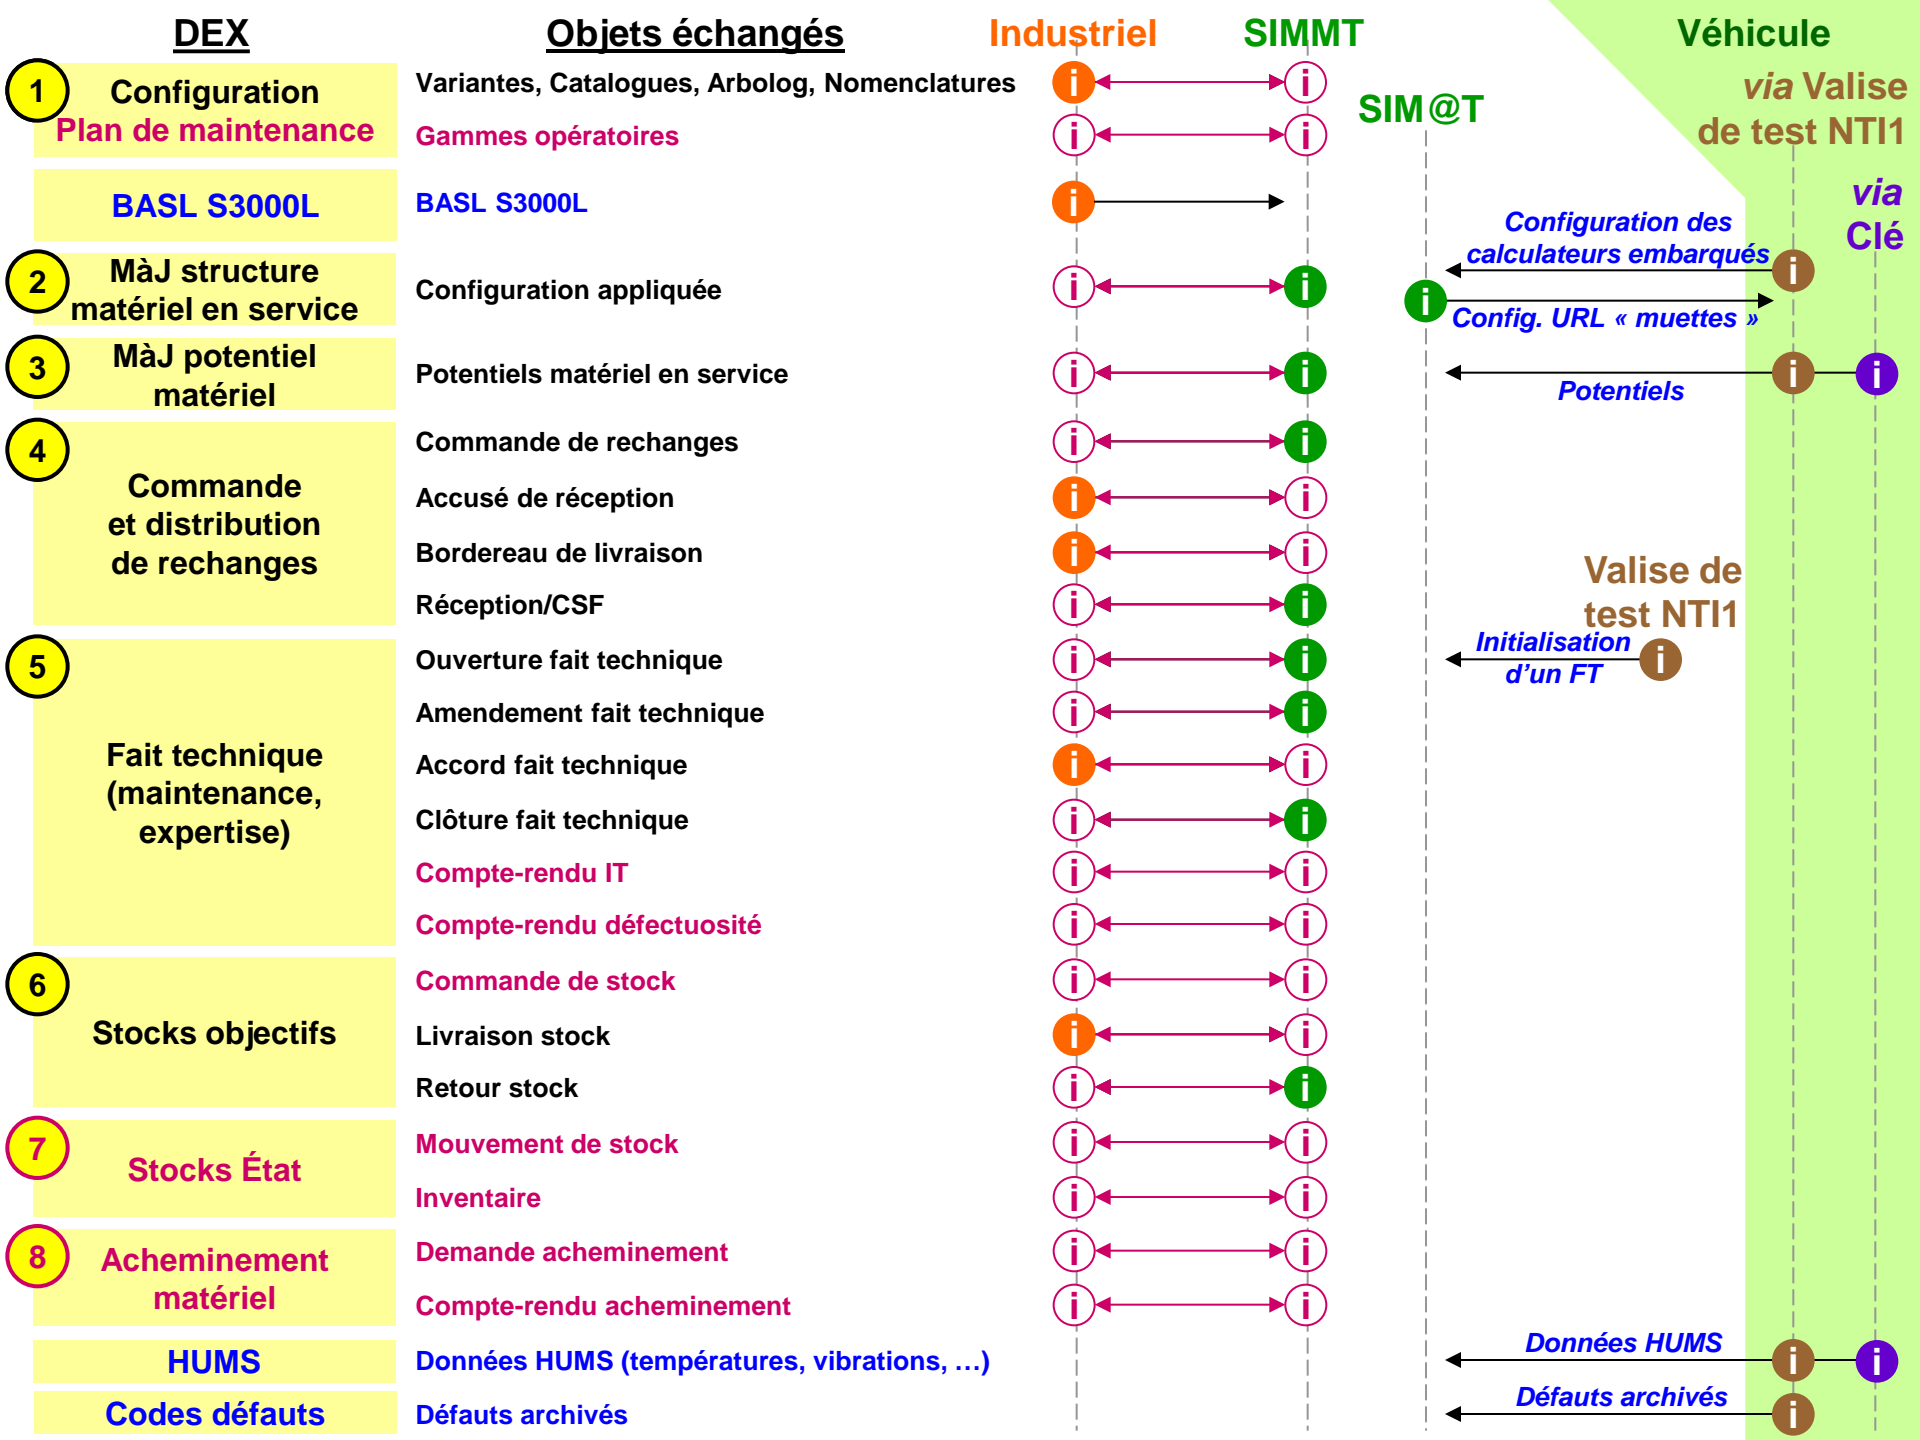 DEX
Objets échangés
Industriel
SIMMT
Véhicule
1
Configuration
Plan de maintenance
Variantes, Catalogues, Arbolog, Nomenclatures
i
i
Gammes opératoires
i
i
SIM@T
via Valise
de test NTI1
via
Clé
BASL S3000L
BASL S3000L
i
Configuration des
calculateurs embarqués
i
2
MàJ structure
matériel en service
Configuration appliquée
i
i
i
Config. URL « muettes »
3
MàJ potentiel
matériel
Potentiels matériel en service
i
i
Potentiels
i
i
4
Commande
et distribution
de rechanges
Commande de rechanges
i
i
Accusé de réception
i
i
Bordereau de livraison
i
i
Réception/CSF
i
i
Valise de
test NTI1
5
Fait technique
(maintenance,
expertise)
Ouverture fait technique
i
i
Initialisation
d’un FT
i
Amendement fait technique
i
i
Accord fait technique
i
i
Clôture fait technique
i
i
Compte-rendu IT
i
i
Compte-rendu défectuosité
i
i
6
Stocks objectifs
Commande de stock
i
i
Livraison stock
i
i
Retour stock
i
i
7
Stocks État
Mouvement de stock
i
i
Inventaire
i
i
8
Acheminement
matériel
Demande acheminement
i
i
Compte-rendu acheminement
i
i
HUMS
Données HUMS (températures, vibrations, …)
Données HUMS
i
i
Codes défauts
Défauts archivés
Défauts archivés
i